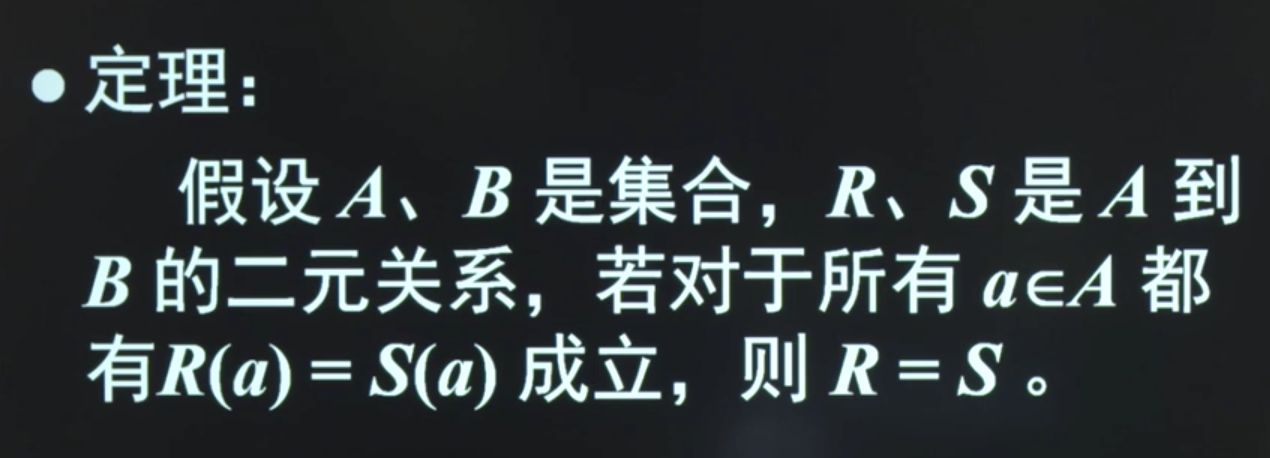 • 定理：
假设 A、B 是集合，R、S 是 A 到
B 的二元关系，若对于所有 a∈A 都
有R(a) = S(a) 成立，则 R = S 。